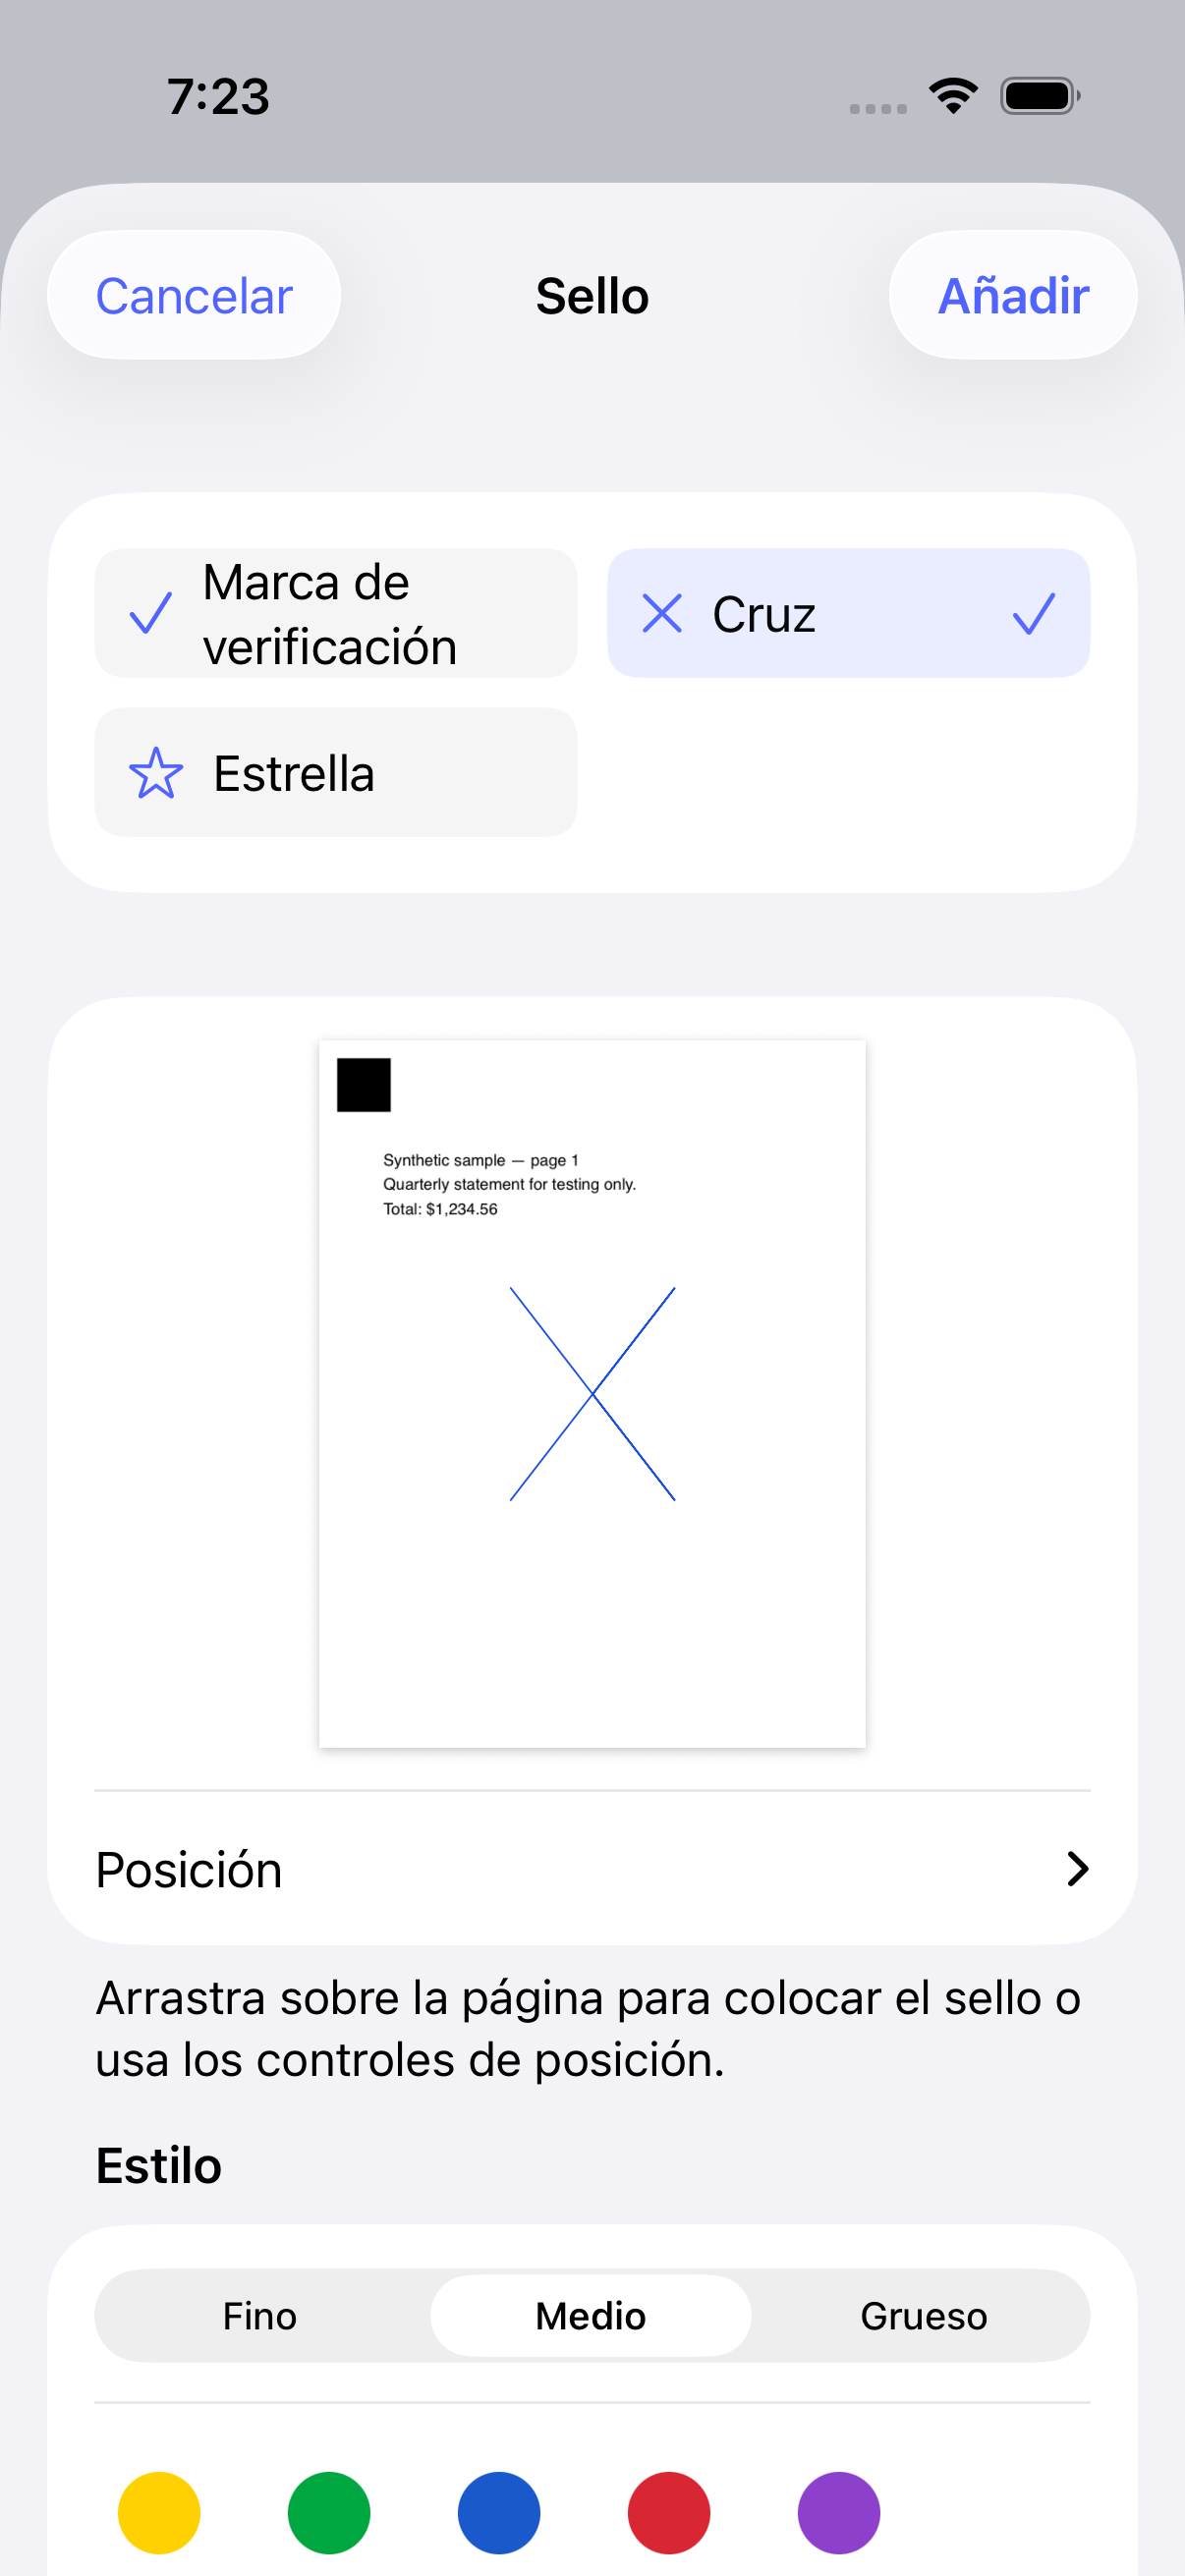 7:23
Cancelar
Sello
Añadir
Marca de
verificación
Cruz
Estrella
Synthetic sample — page 1
Quarterly statement for testing only.
Total: $1,234.56
Posición
Arrastra sobre la página para colocar el sello o
usa los controles de posición.
Estilo
Fino
Medio
Grueso